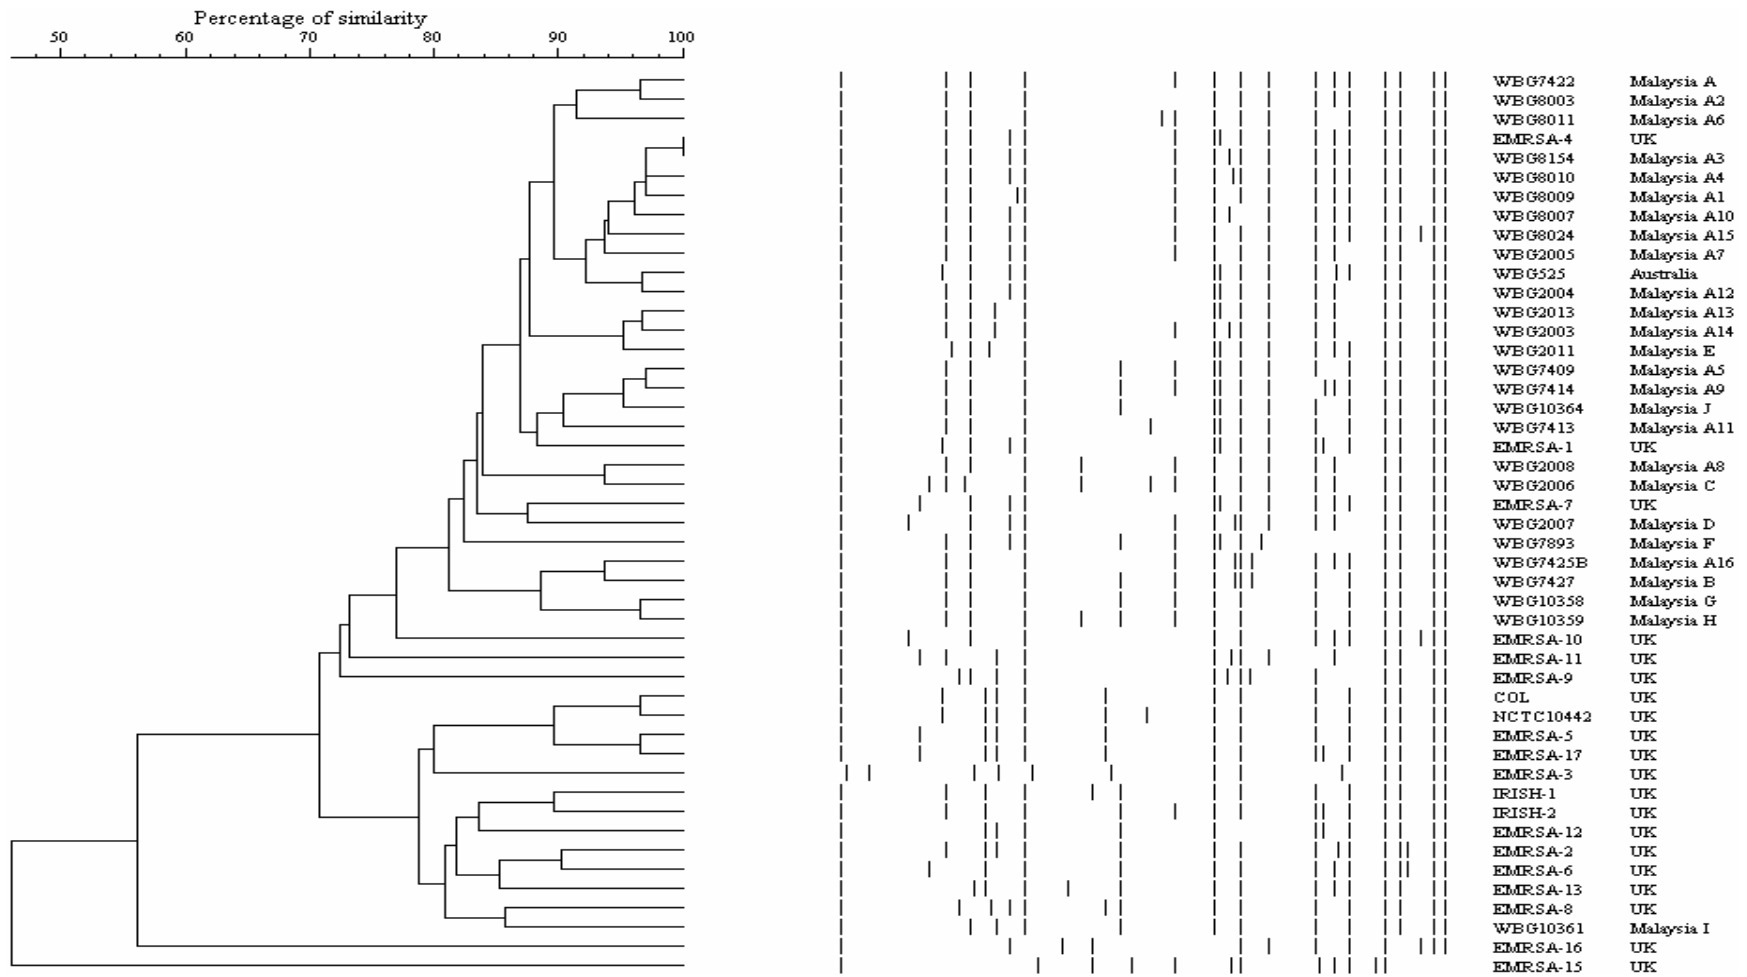 Percentage of similarity
50 60 70 80 90 100
WBG7422 Malaysia A
WBG8003 Malaysia A2
WBG8011 Malaysia A6
EMRSA-4 UK
WBG8154 Malaysia A3
WBG8010 Malaysia A4
WBG8009 Malaysia A1
WBG8007 Malaysia A10
WBG8024 Malaysia A15
WBG2005 Malaysia A7
WBG525 Australia
WBG2004 Malaysia A12
WBG2013 Malaysia A13
WBG2003 Malaysia A14
WBG2011 Malaysia E
WBG7409 Malaysia A5
WBG7414 Malaysia A9
WBG10364 Malaysia J
WBG7413 Malaysia A11
EMRSA-1 UK
WBG2008 Malaysia A8
WBG2006 Malaysia C
EMRSA-7 UK
WBG2007 Malaysia D
WBG7893 Malaysia F
WBG7425B Malaysia A16
WBG7427 Malaysia B
WBG10358 Malaysia G
WBG10359 Malaysia H
EMRSA-10 UK
EMRSA-11 UK
EMRSA-9 UK
COL UK
NCTC10442 UK
EMRSA-5 UK
EMRSA-17 UK
EMRSA-3 UK
IRISH-1 UK
IRISH-2 UK
EMRSA-12 UK
EMRSA-2 UK
EMRSA-6 UK
EMRSA-13 UK
EMRSA-8 UK
WBG10361 Malaysia I
EMRSA-16 UK
EMRSA-15 UK